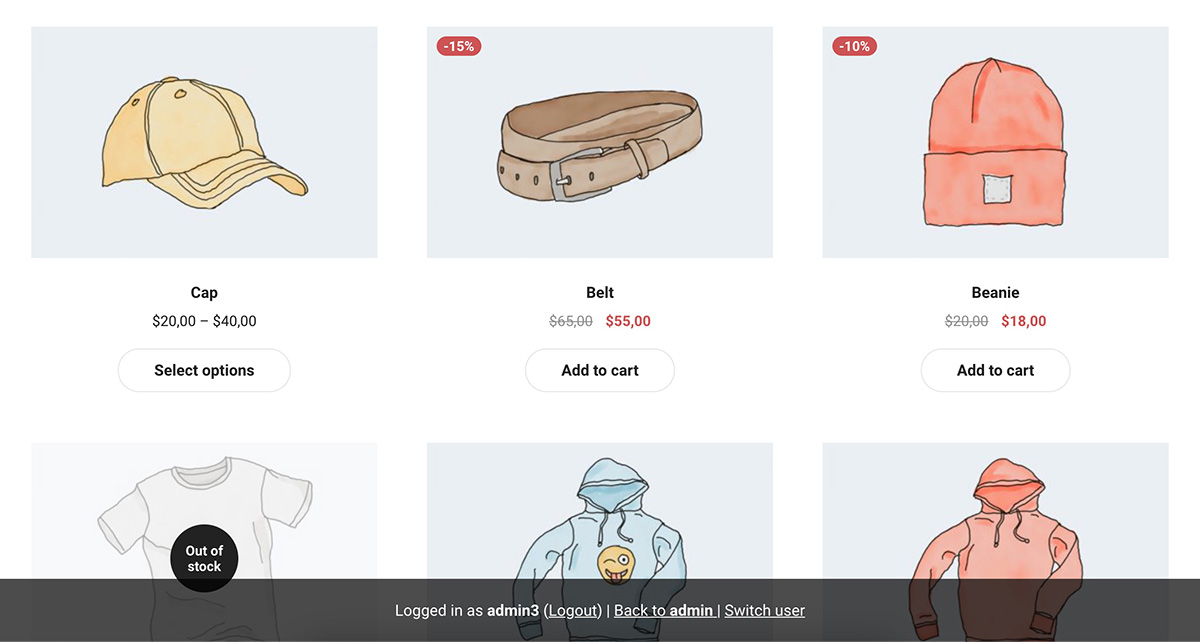 -15%
-10%
Cap
Belt
Beanie
$20,00 – $40,00
$65,00 $55,00
$20,00 $18,00
Select options
Add to cart
Add to cart
Out of
stock
Logged in as admin3 (Logout) | Back to admin | Switch user